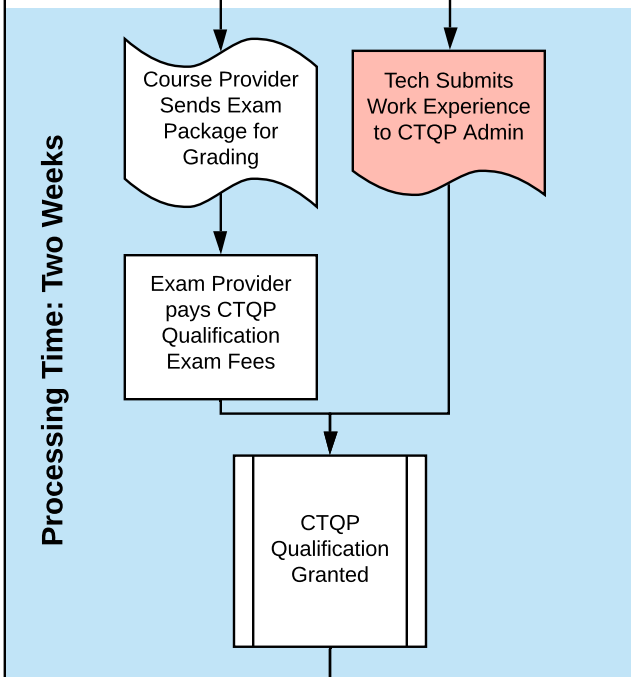 Course Provider
Sends Exam
Package for
Grading
Tech Submits
Work Experience
to CTQP Admin
Processing Time: Two Weeks
Exam Provider
pays CTQP
Qualification
Exam Fees
CTQP
Qualification
Granted